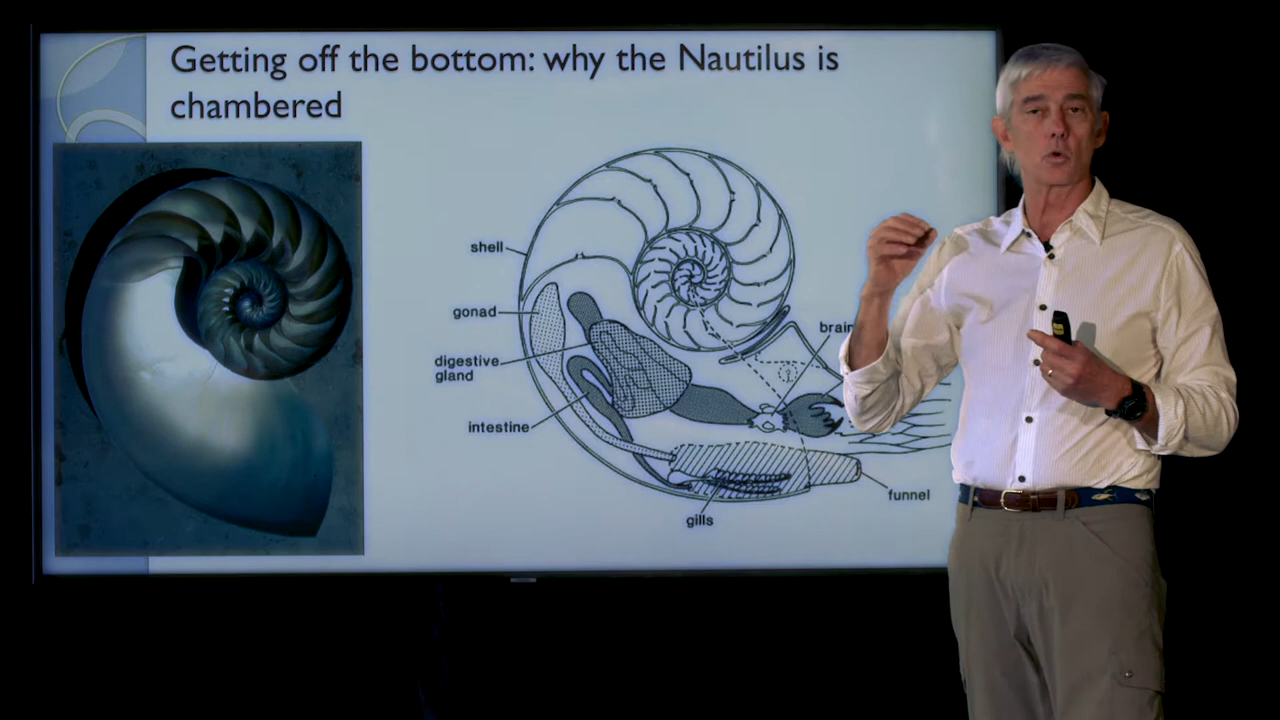 Getting off the bottom: why the Nautilus is
chambered
shell
gonad
digestive
gland
intestine
brain
funnel
gills